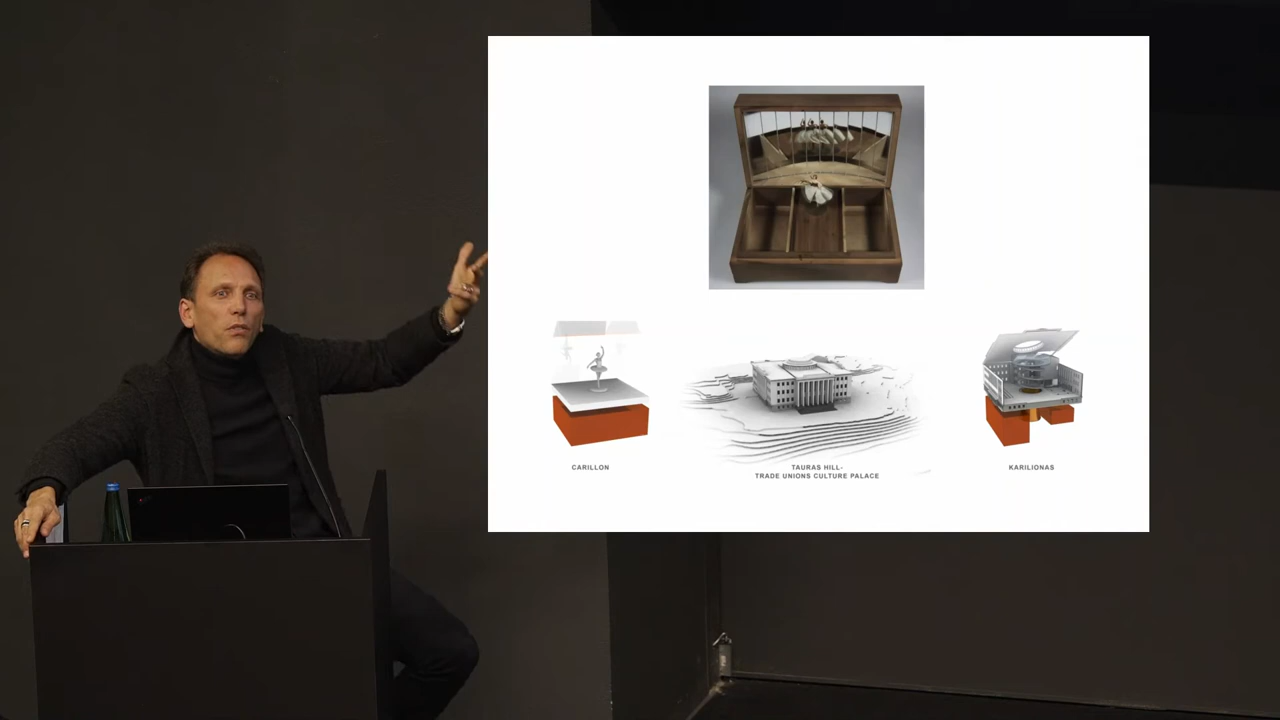 CARILLON
TAURAS HILL-
TRADE UNIONS CULTURE PALACE
KARILIONAS